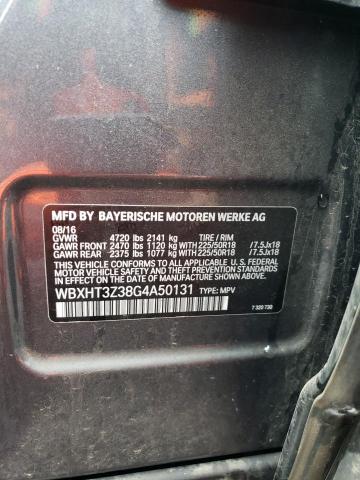 MFD BY BAYERISCHE MOTOREN WERKE AG
08/16
GVWR 4720 lbs 2141 kg TIRE / RIM
GAWR FRONT 2470 lbs 1120 kg WITH 225/50R18 /7.5Jx18
GAWR REAR 2375 lbs 1077 kg WITH 225/50R18 /7.5Jx18
THIS VEHICLE CONFORMS TO ALL APPLICABLE U.S. FEDERAL
MOTOR VEHICLE SAFETY, BUMPER, AND THEFT PREVENTION STANDARDS
IN EFFECT ON THE DATE OF MANUFACTURE SHOWN ABOVE.
WBXHT3Z38G4A50131 TYPE: MPV
7 320 730